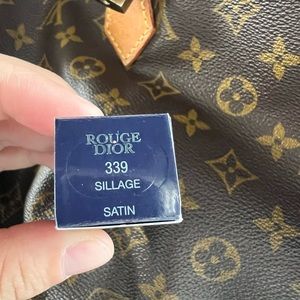 ROUGE
DIOR
339
SILLAGE
SATIN